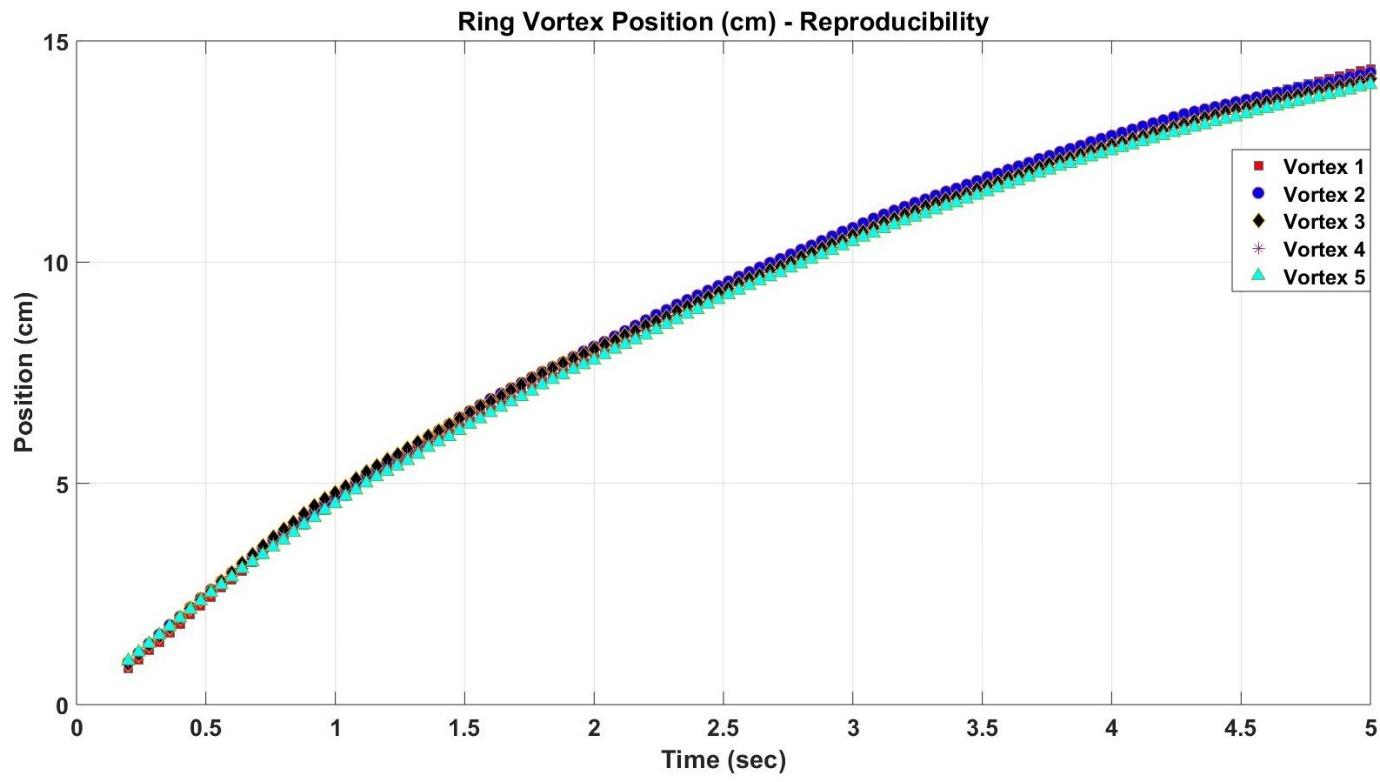 Ring Vortex Position (cm) - Reproducibility
15
10
5
0
Position (cm)
Vortex 1
Vortex 2
Vortex 3
Vortex 4
Vortex 5
0 0.5 1 1.5 2 2.5 3 3.5 4 4.5 5
Time (sec)